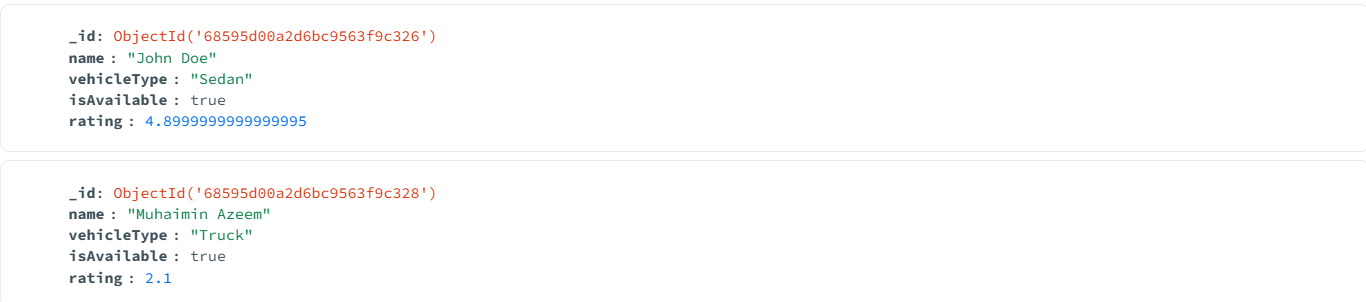 _id: ObjectId('68595d00a2d6bc9563f9c326')
name : "John Doe"
vehicleType : "Sedan"
isAvailable : true
rating : 4.8999999999999995
_id: ObjectId('68595d00a2d6bc9563f9c328')
name : "Muhaimin Azeem"
vehicleType : "Truck"
isAvailable : true
rating : 2.1